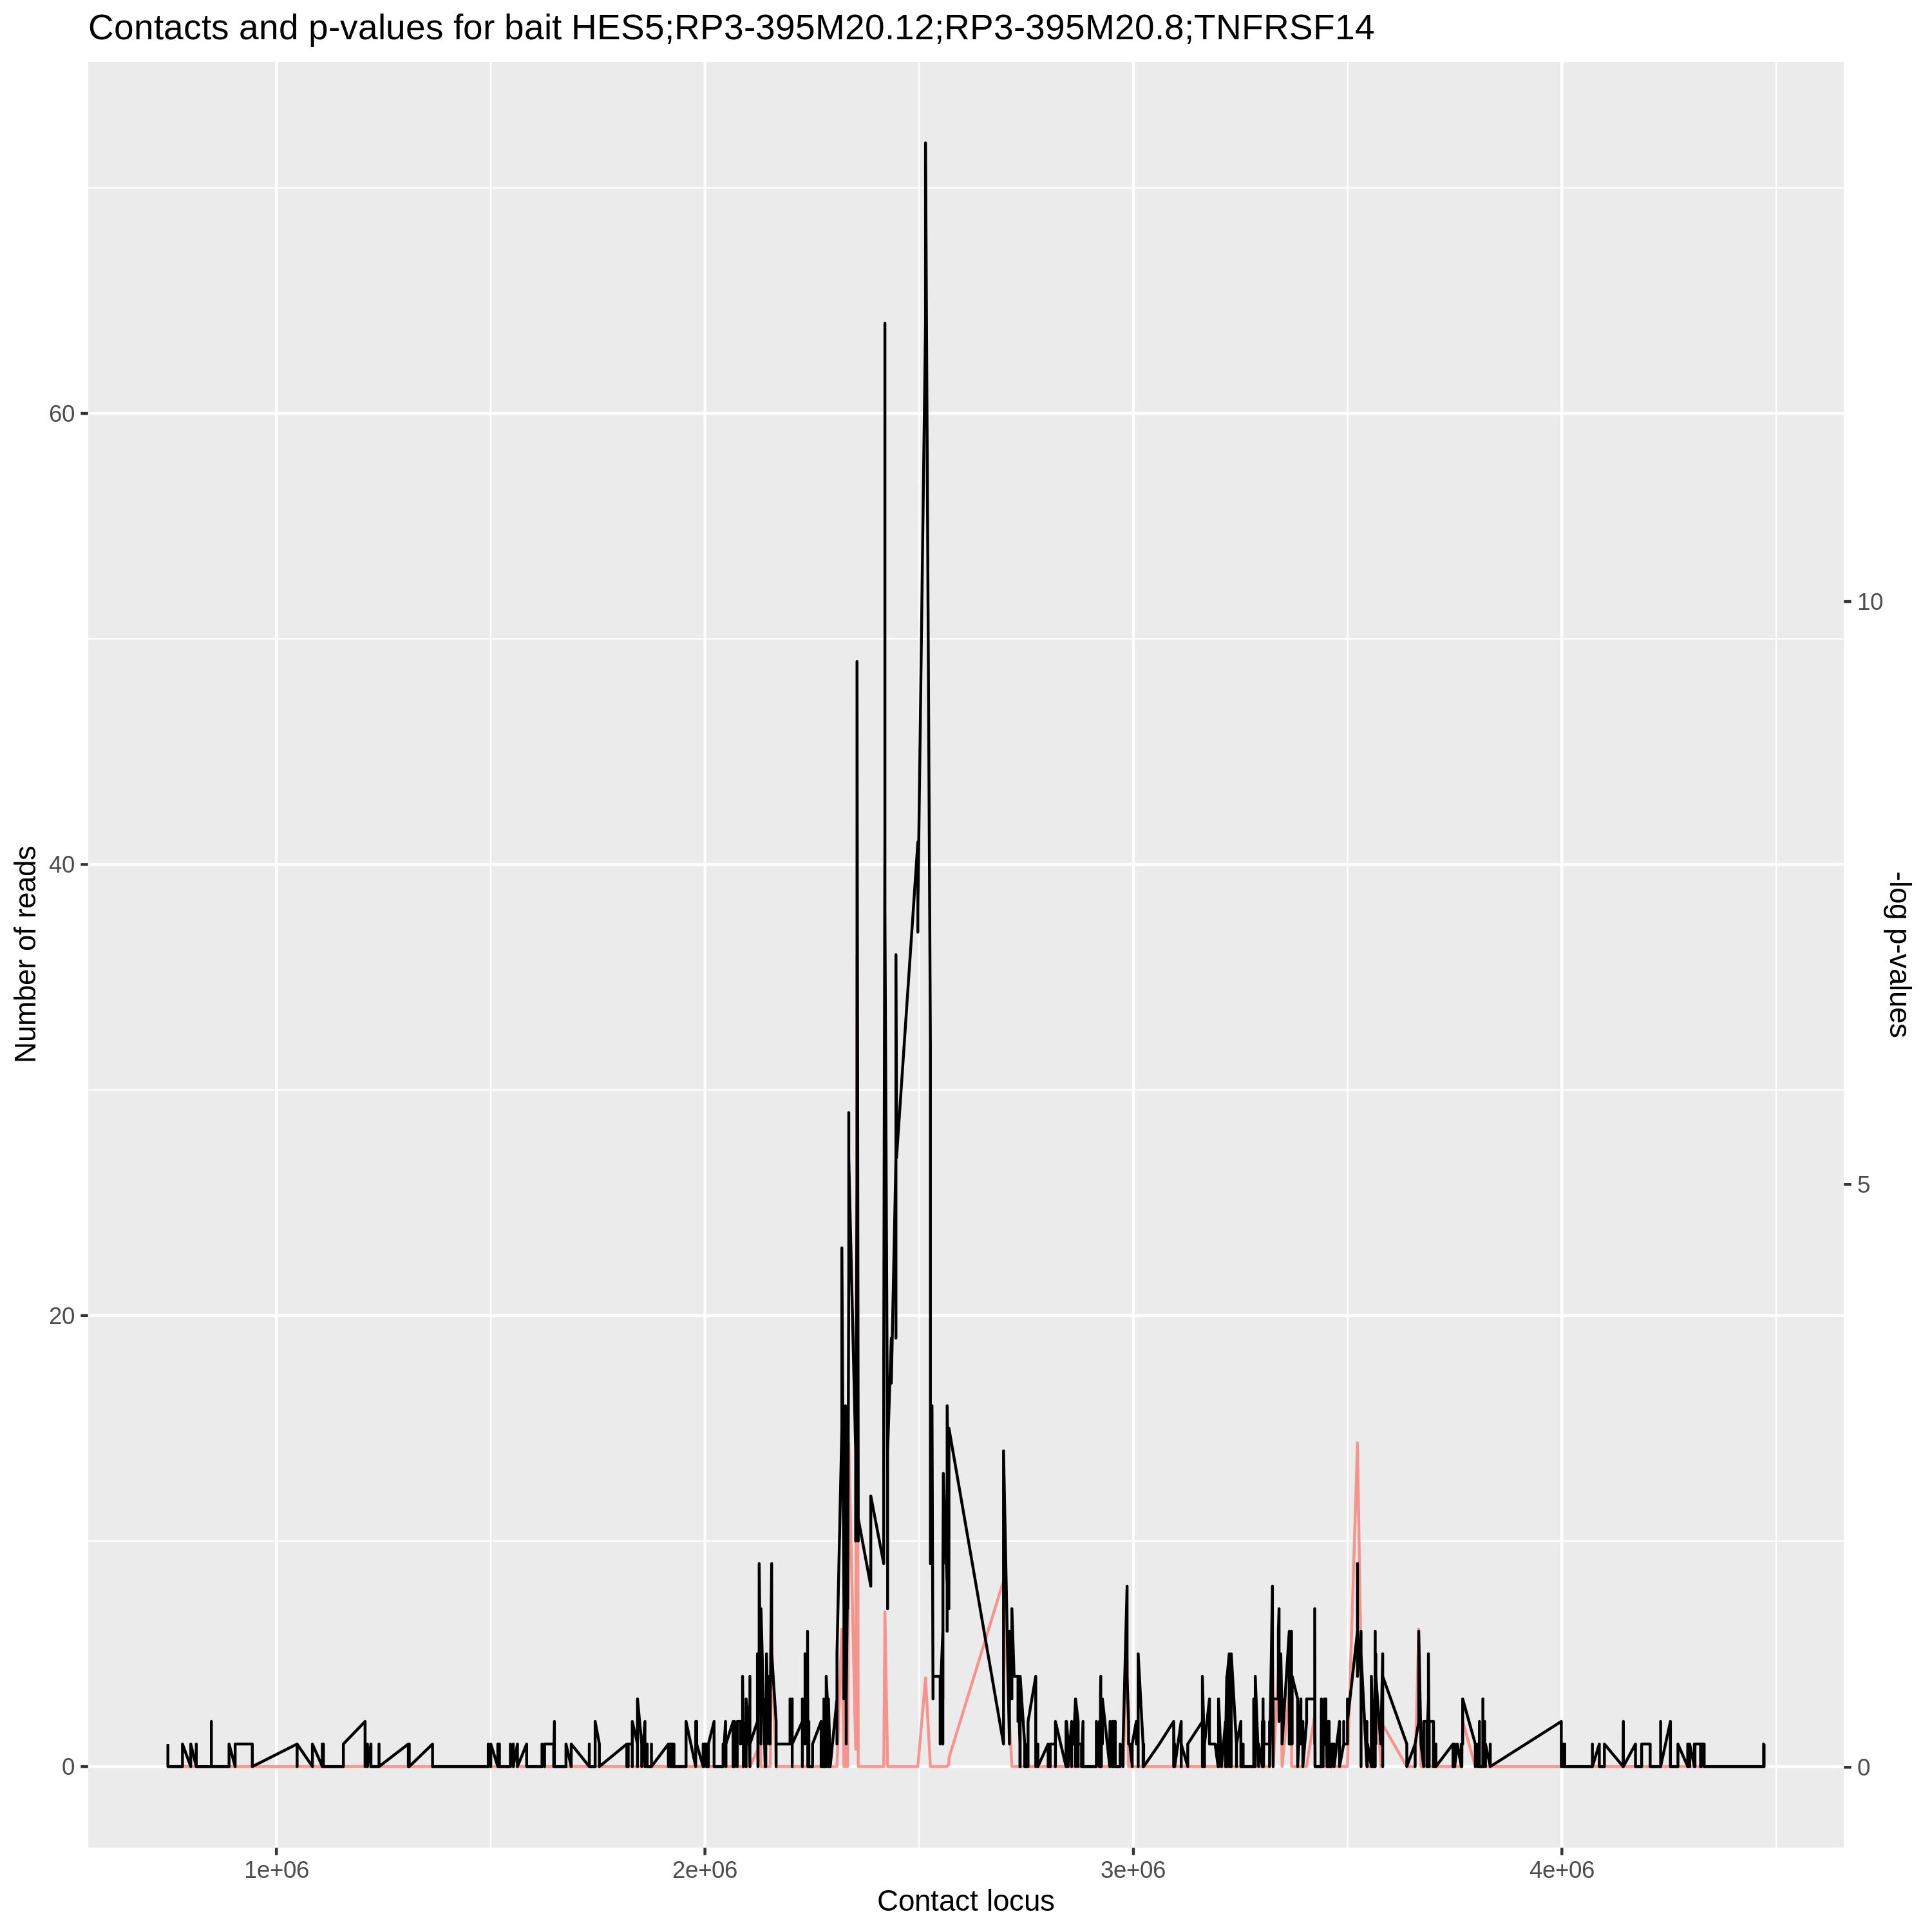 Contacts and p-values for bait HES5;RP3-395M20.12;RP3-395M20.8;TNFRSF14
Number of reads
60
40
20
0
10
5
0
-log p-values
1e+06
2e+06
3e+06
4e+06
Contact locus